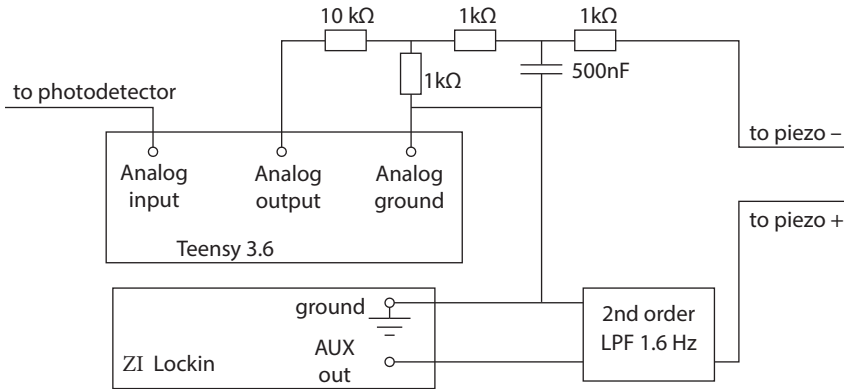 10 kΩ
1kΩ
1kΩ
1kΩ
500nF
to photodetector
to piezo –
Analog
input
Analog
output
Analog
ground
to piezo +
Teensy 3.6
ground
2nd order
LPF 1.6 Hz
AUX
out
ZI Lockin